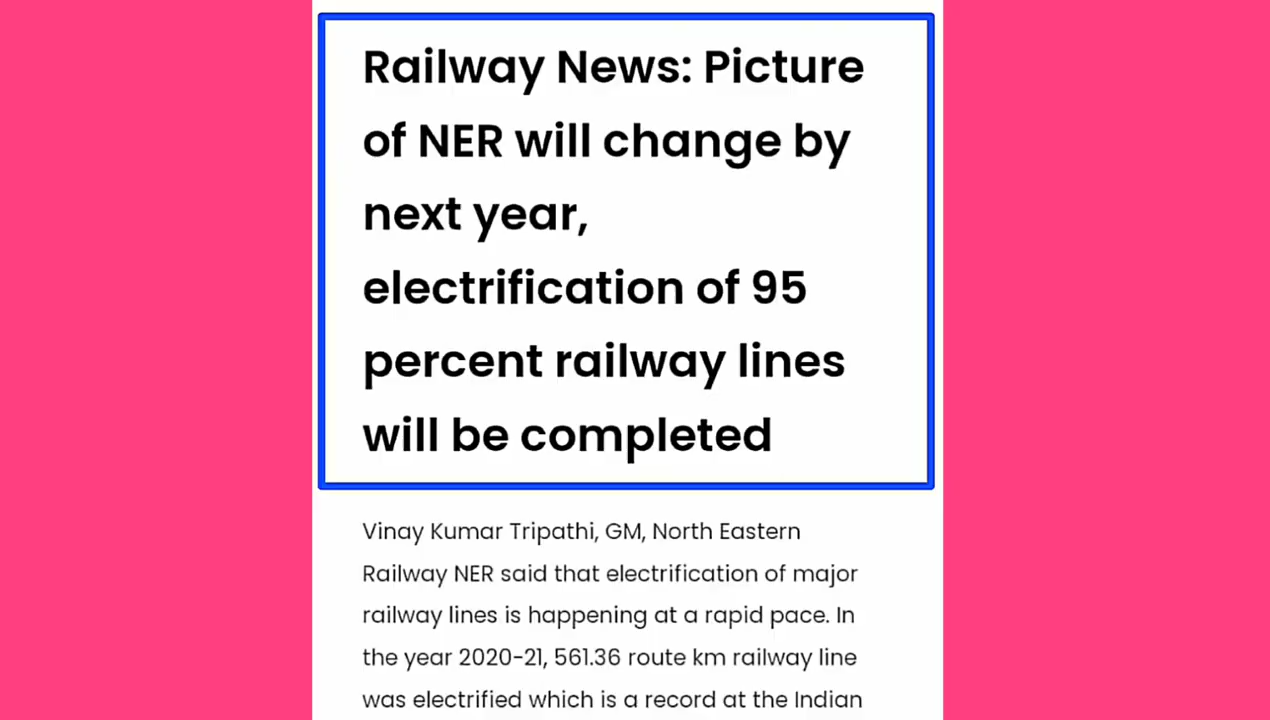 Railway News: Picture
of NER will change by
next year,
electrification of 95
percent railway lines
will be completed
Vinay Kumar Tripathi, GM, North Eastern
Railway NER said that electrification of major
railway lines is happening at a rapid pace. In
the year 2020-21, 561.36 route km railway line
was electrified which is a record at the Indian